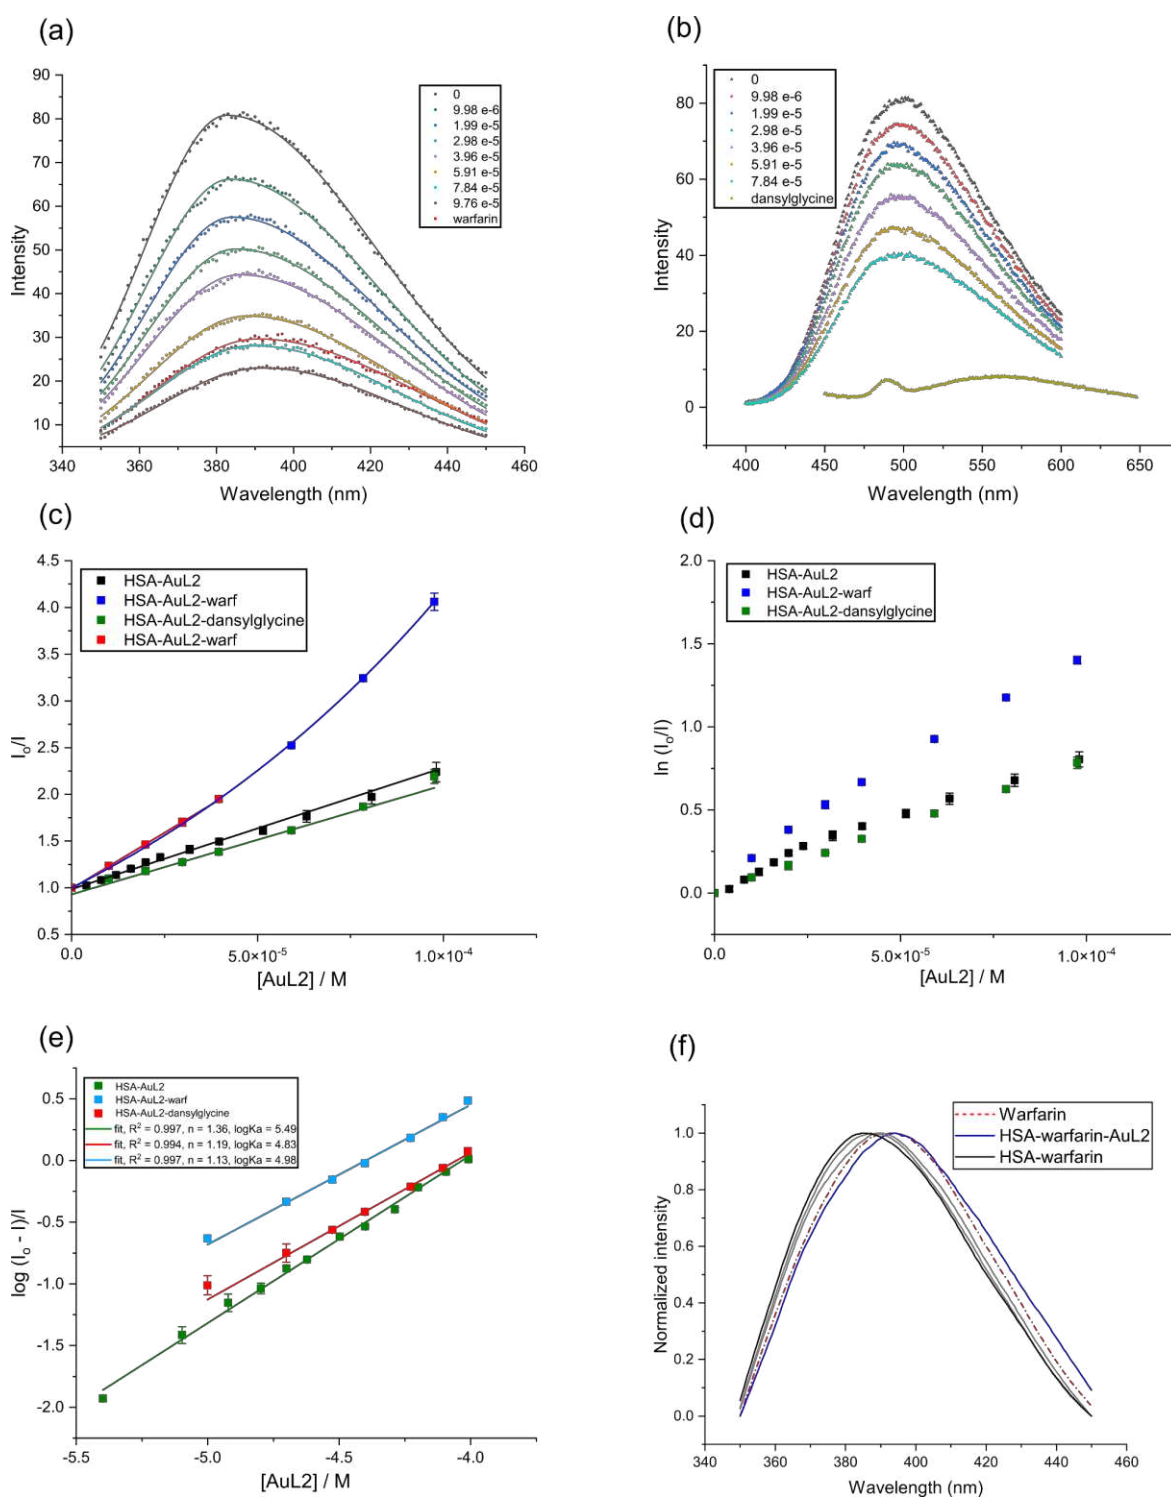 (a)
90
80
70
60
50
40
30
20
10
340 360 380 400 420 440 460
Intensity
Wavelength (nm)
0
9.98 e-6
1.99 e-5
2.98 e-5
3.96 e-5
5.91 e-5
7.84 e-5
9.76 e-5
warfarin
(b)
80
60
40
20
0
400 450 500 550 600 650
Intensity
Wavelength (nm)
0
9.98 e-6
1.99 e-5
2.98 e-5
3.96 e-5
5.91 e-5
7.84 e-5
dansylglycine
(c)
4.5
4.0
3.5
3.0
2.5
2.0
1.5
1.0
0.5
0.0 5.0×10⁻⁵ 1.0×10⁻⁴
I₀/I
[AuL2] / M
HSA-AuL2
HSA-AuL2-warf
HSA-AuL2-dansylglycine
HSA-AuL2-warf
(d)
2.0
1.5
1.0
0.5
0.0
0.0 5.0×10⁻⁵ 1.0×10⁻⁴
ln (I₀/I)
[AuL2] / M
HSA-AuL2
HSA-AuL2-warf
HSA-AuL2-dansylglycine
(e)
0.5
0.0
-0.5
-1.0
-1.5
-2.0
-5.5 -5.0 -4.5 -4.0
log (I₀ - I)/I
[AuL2] / M
HSA-AuL2
HSA-AuL2-warf
HSA-AuL2-dansylglycine
fit, R² = 0.997, n = 1.36, logKa = 5.49
fit, R² = 0.994, n = 1.19, logKa = 4.83
fit, R² = 0.997, n = 1.13, logKa = 4.98
(f)
1.0
0.8
0.6
0.4
0.2
0.0
340 360 380 400 420 440 460
Normalized intensity
Wavelength (nm)
Warfarin
HSA-warfarin-AuL2
HSA-warfarin